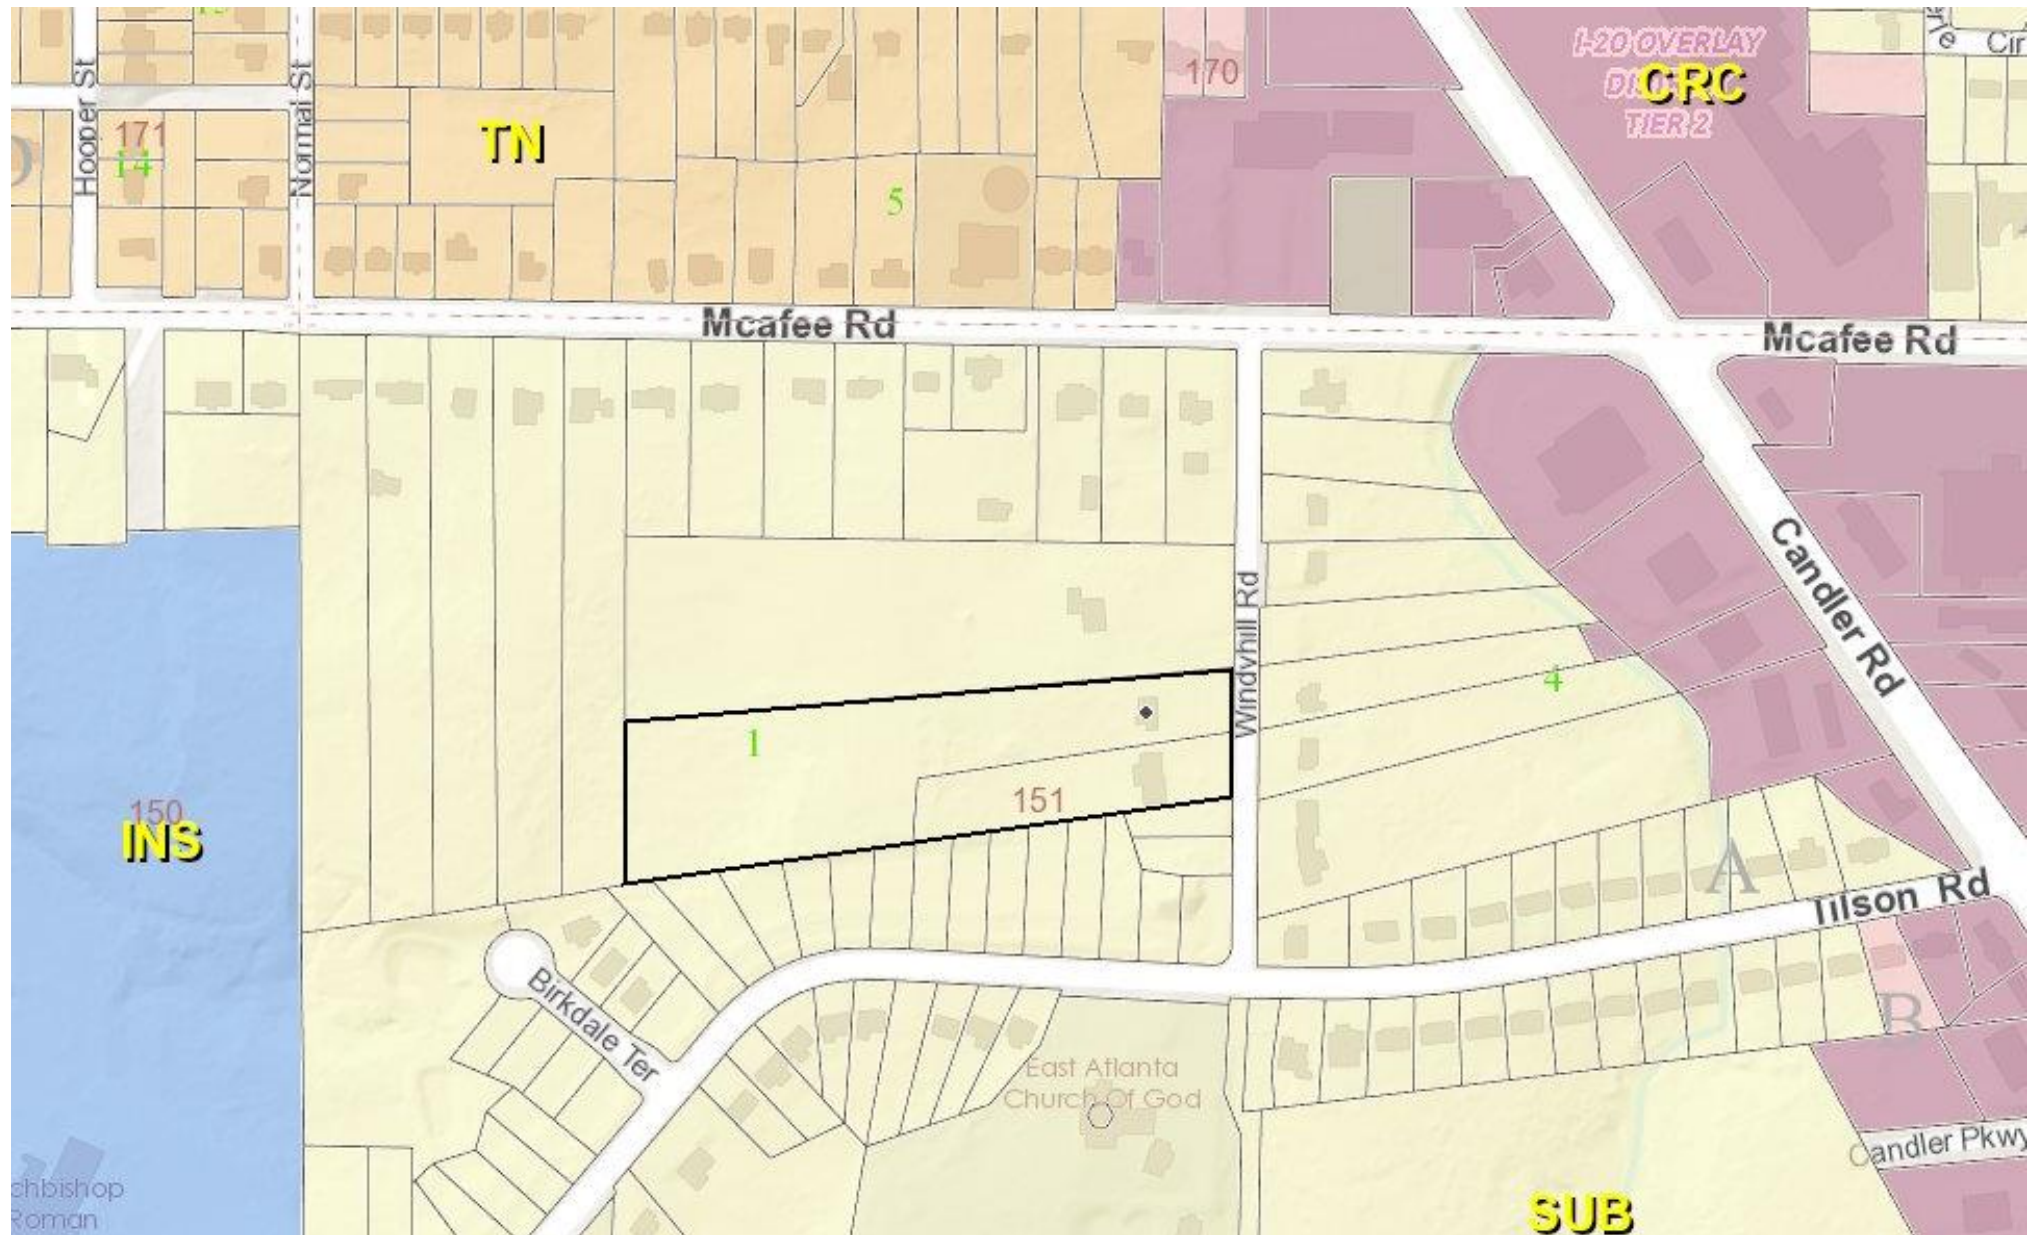 Cir
I-20 OVERLAY
CRC
TIER 2
170
Hooper St
171
14
Normal St
TN
5
Mcafee Rd
Mcafee Rd
Candler Rd
Windyhill Rd
4
1
151
150
INS
A
Tilson Rd
Birkdale Ter
B
East Atlanta
Church Of God
Candler Pkwy
chbishop
Roman
SUB